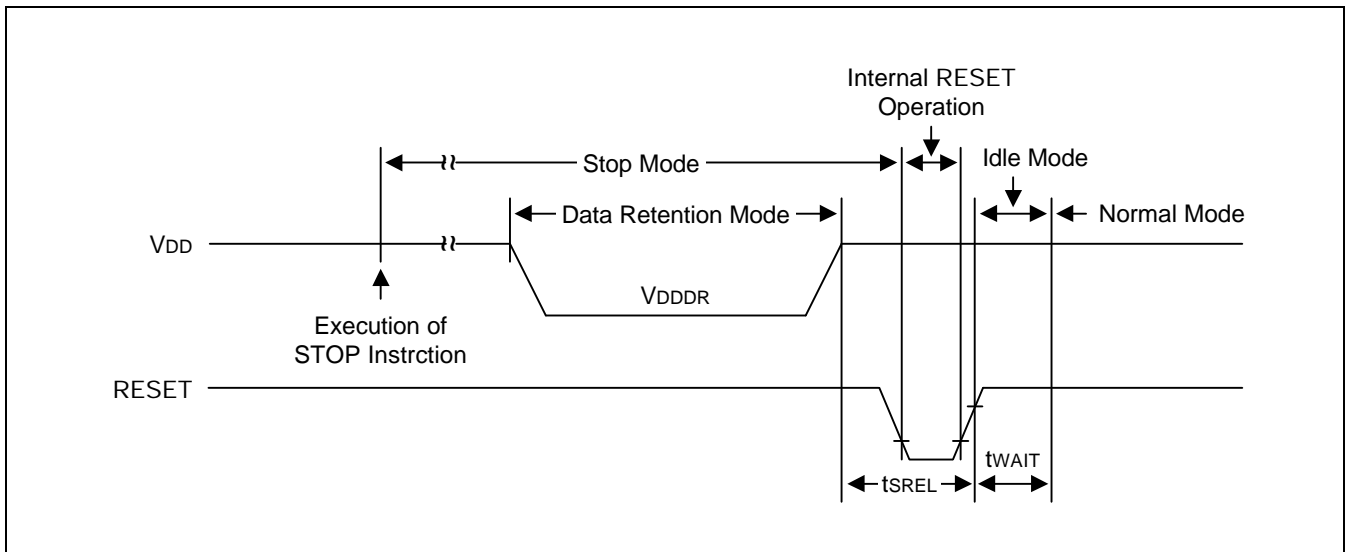 Internal RESET
Operation
Idle Mode
Stop Mode
Data Retention Mode
Normal Mode
VDD
VDDDR
Execution of
STOP Instrction
RESET
tWAIT
tSREL